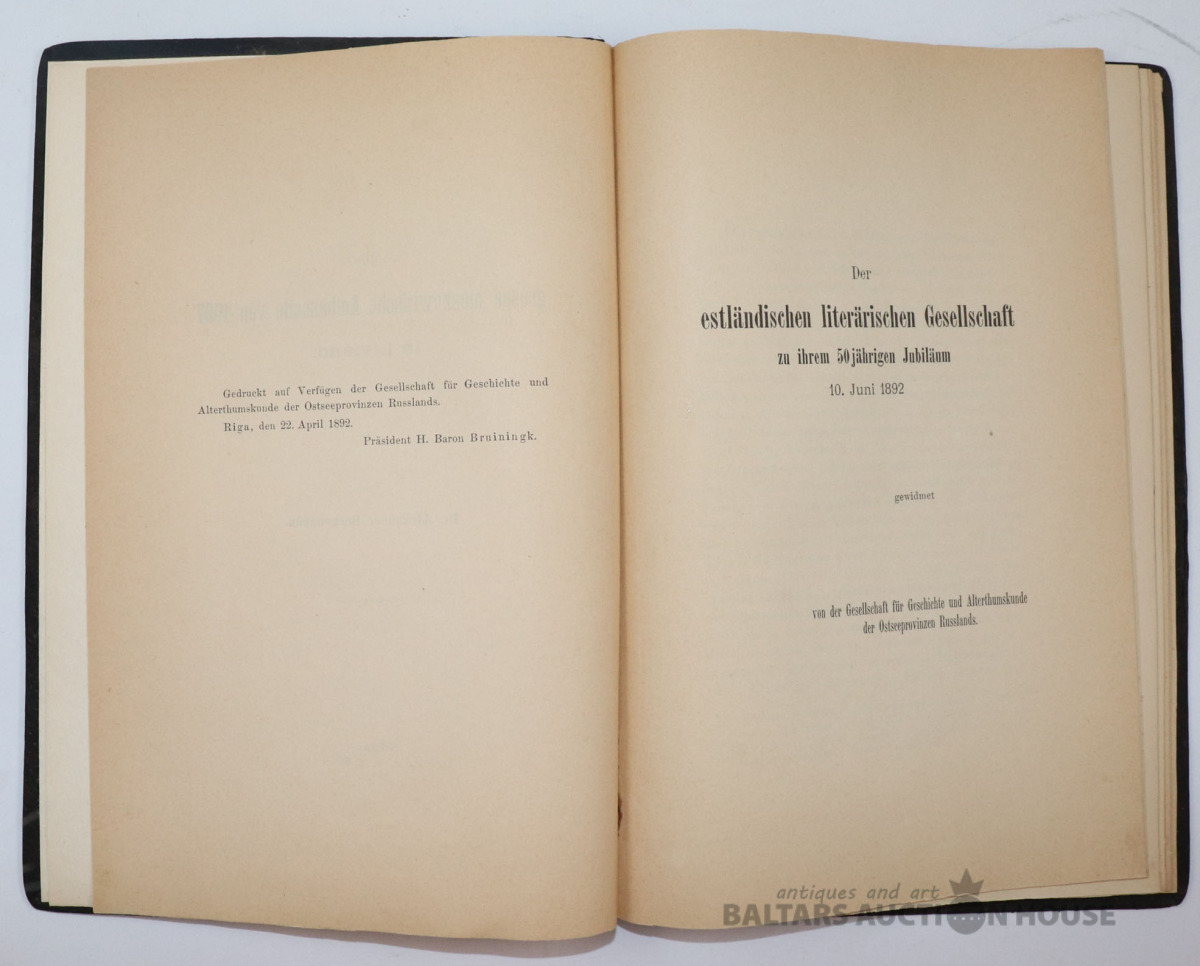 Gedruckt auf Verfügen der Gesellschaft für Geschichte und
Alterthumskunde der Ostseeprovinzen Russlands.
Riga, den 22. April 1892.
Präsident H. Baron Bruiningk.
Der
estländischen literärischen Gesellschaft
zu ihrem 50jährigen Jubiläum
10. Juni 1892
gewidmet
von der Gesellschaft für Geschichte und Alterthumskunde
der Ostseeprovinzen Russlands.
antiques and art
BALTARS AUCTION HOUSE